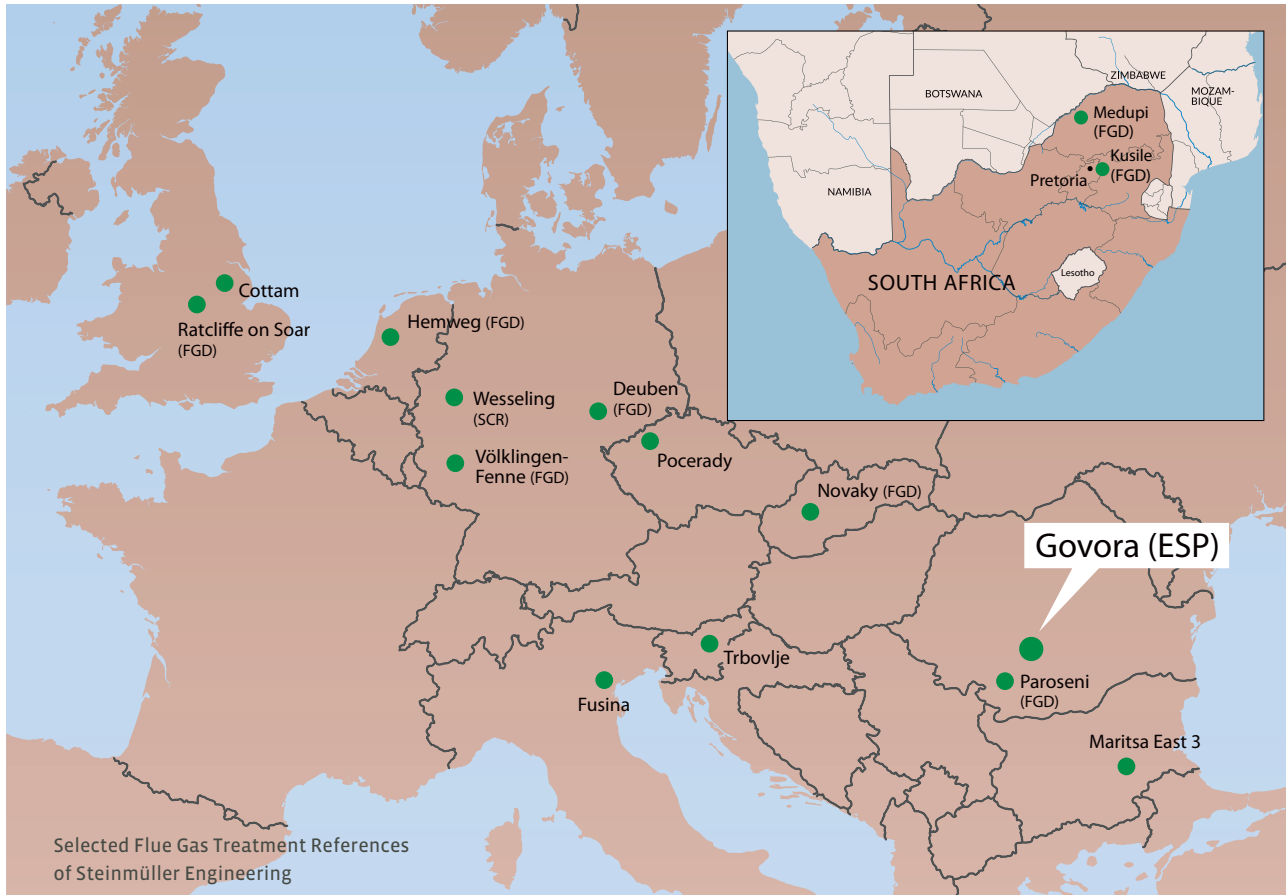 ZIMBABWE
BOTSWANA
MOZAM-
BIQUE
Medupi
(FGD)
Kusile
(FGD)
Pretoria
NAMIBIA
Lesotho
SOUTH AFRICA
Cottam
Ratcliffe on Soar
(FGD)
Hemweg (FGD)
Wesseling
(SCR)
Deuben
(FGD)
Völklingen-
Fenne (FGD)
Pocerady
Novaky (FGD)
Govora (ESP)
Trbovlje
Paroseni
(FGD)
Fusina
Maritsa East 3
Selected Flue Gas Treatment References
of Steinmüller Engineering